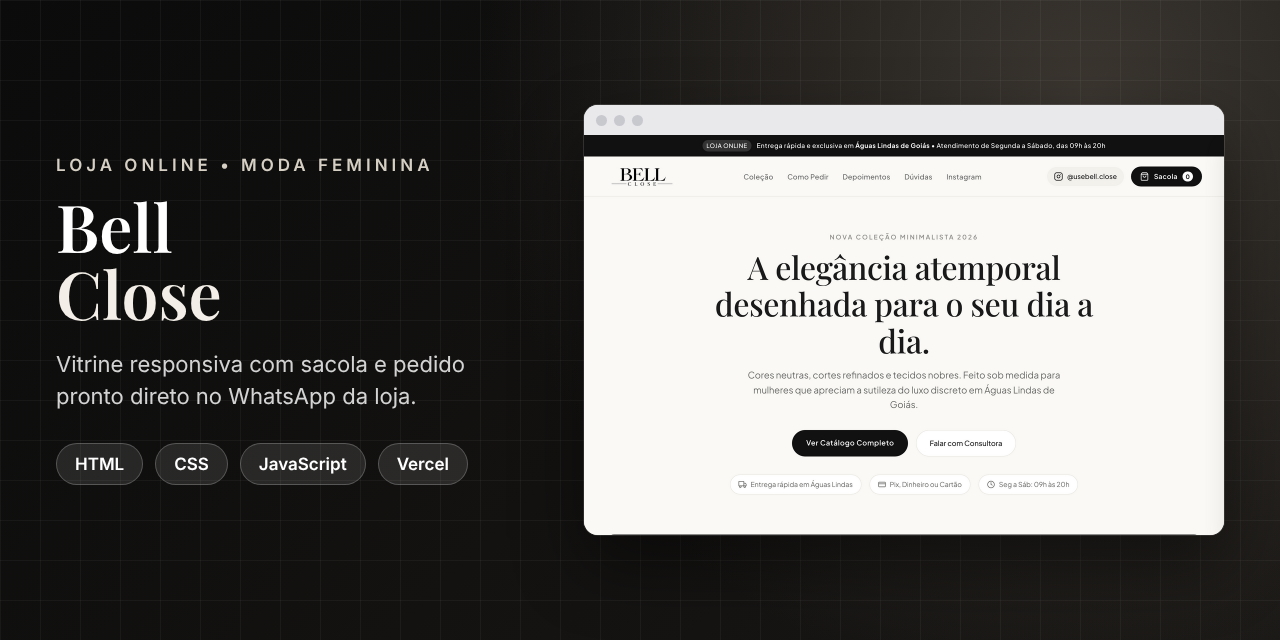 LOJA ONLINE • MODA FEMININA
Bell
Close
Vitrine responsiva com sacola e pedido
pronto direto no WhatsApp da loja.
HTML CSS JavaScript Vercel
LOJA ONLINE Entrega rápida e exclusiva em Águas Lindas de Goiás • Atendimento de Segunda a Sábado, das 09h às 20h
BELL
CLOSE
Coleção Como Pedir Depoimentos Dúvidas Instagram @usebell.close Sacola 0
NOVA COLEÇÃO MINIMALISTA 2026
A elegância atemporal
desenhada para o seu dia a
dia.
Cores neutras, cortes refinados e tecidos nobres. Feito sob medida para
mulheres que apreciam a sutileza do luxo discreto em Águas Lindas de
Goiás.
Ver Catálogo Completo Falar com Consultora
Entrega rápida em Águas Lindas Pix, Dinheiro ou Cartão Seg a Sáb: 09h às 20h